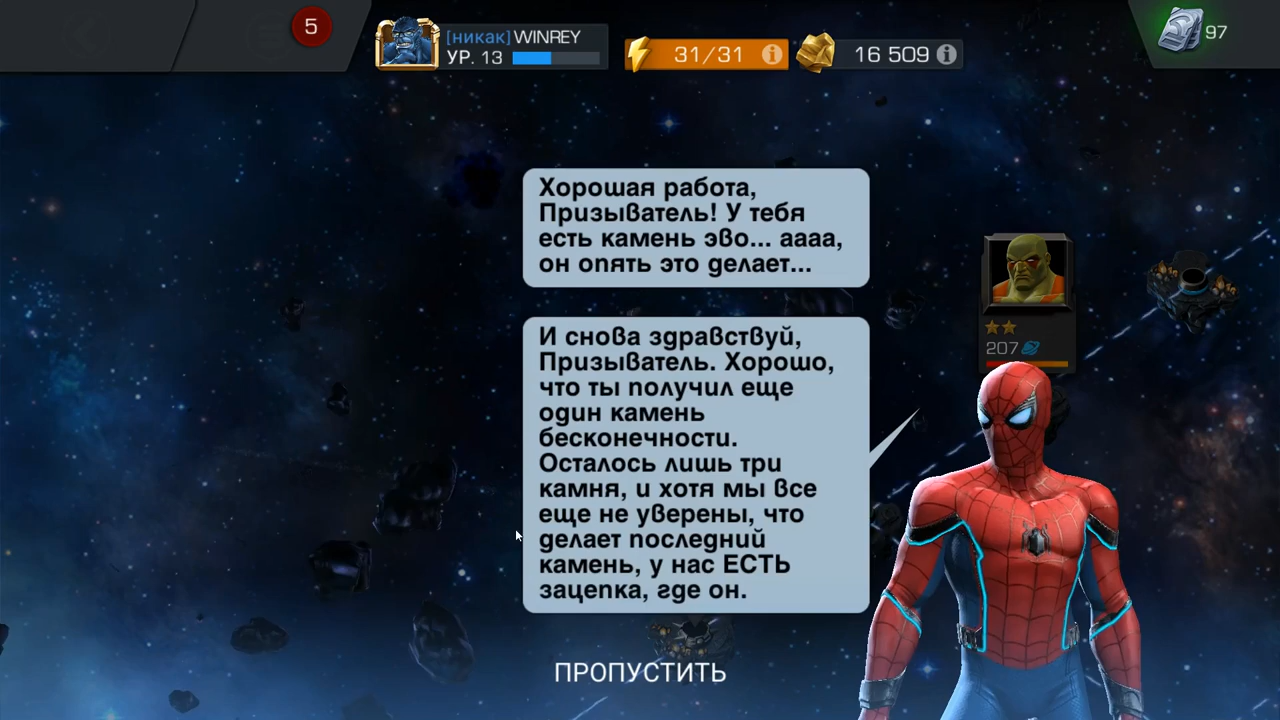 5
[никак] WINREY
УР. 13
31/31
16 509
97
Хорошая работа,
Призыватель! У тебя
есть камень эво... аааа,
он опять это делает...
И снова здравствуй,
Призыватель. Хорошо,
что ты получил еще
один камень
бесконечности.
Осталось лишь три
камня, и хотя мы все
еще не уверены, что
делает последний
камень, у нас ЕСТЬ
зацепка, где он.
207
ПРОПУСТИТЬ